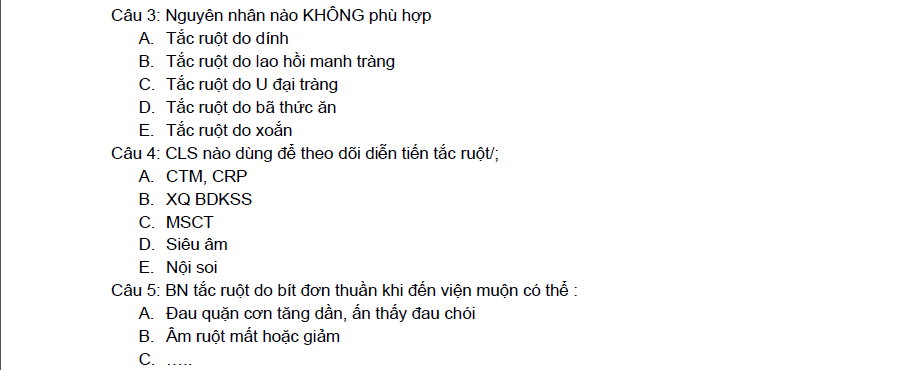 Câu 3: Nguyên nhân nào KHÔNG phù hợp
A. Tắc ruột do dính
B. Tắc ruột do lao hồi manh tràng
C. Tắc ruột do U đại tràng
D. Tắc ruột do bã thức ăn
E. Tắc ruột do xoắn
Câu 4: CLS nào dùng để theo dõi diễn tiến tắc ruột/;
A. CTM, CRP
B. XQ BDKSS
C. MSCT
D. Siêu âm
E. Nội soi
Câu 5: BN tắc ruột do bít đơn thuần khi đến viện muộn có thể :
A. Đau quặn cơn tăng dần, ấn thấy đau chói
B. Âm ruột mất hoặc giảm
C. …..